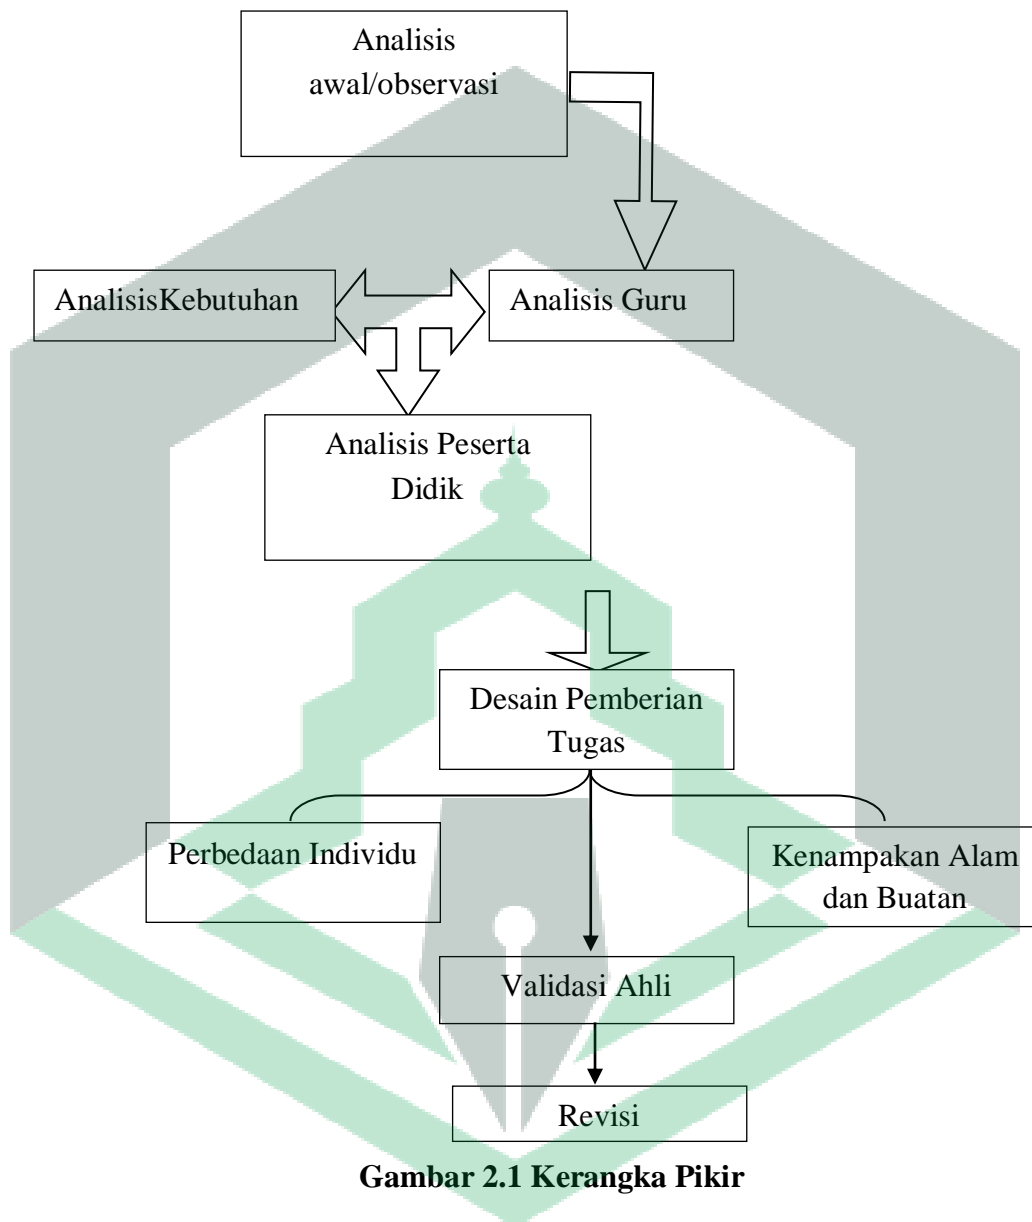 Analisis
awal/observasi
AnalisisKebutuhan
Analisis Guru
Analisis Peserta
Didik
Desain Pemberian
Tugas
Perbedaan Individu
Kenampakan Alam
dan Buatan
Validasi Ahli
Revisi
Gambar 2.1 Kerangka Pikir